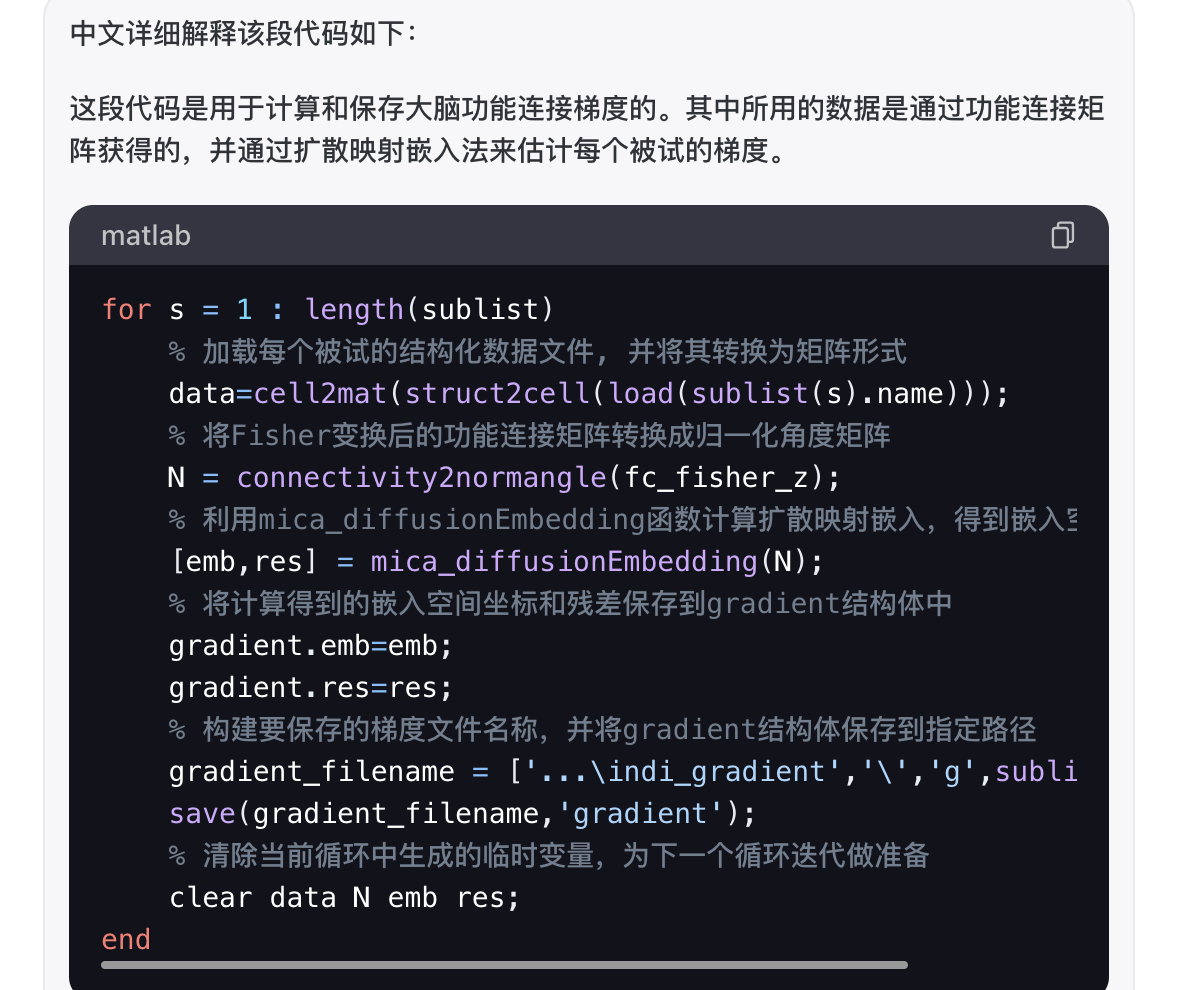 中文详细解释该段代码如下：
这段代码是用于计算和保存大脑功能连接梯度的。其中所用的数据是通过功能连接矩
阵获得的，并通过扩散映射嵌入法来估计每个被试的梯度。
matlab
for s = 1 : length(sublist)
    % 加载每个被试的结构化数据文件, 并将其转换为矩阵形式
    data=cell2mat(struct2cell(load(sublist(s).name)));
    % 将Fisher变换后的功能连接矩阵转换成归一化角度矩阵
    N = connectivity2normangle(fc_fisher_z);
    % 利用mica_diffusionEmbedding函数计算扩散映射嵌入，得到嵌入
    [emb,res] = mica_diffusionEmbedding(N);
    % 将计算得到的嵌入空间坐标和残差保存到gradient结构体中
    gradient.emb=emb;
    gradient.res=res;
    % 构建要保存的梯度文件名称，并将gradient结构体保存到指定路径
    gradient_filename = ['...\indi_gradient','\','g',subli
    save(gradient_filename,'gradient');
    % 清除当前循环中生成的临时变量，为下一个循环迭代做准备
    clear data N emb res;
end